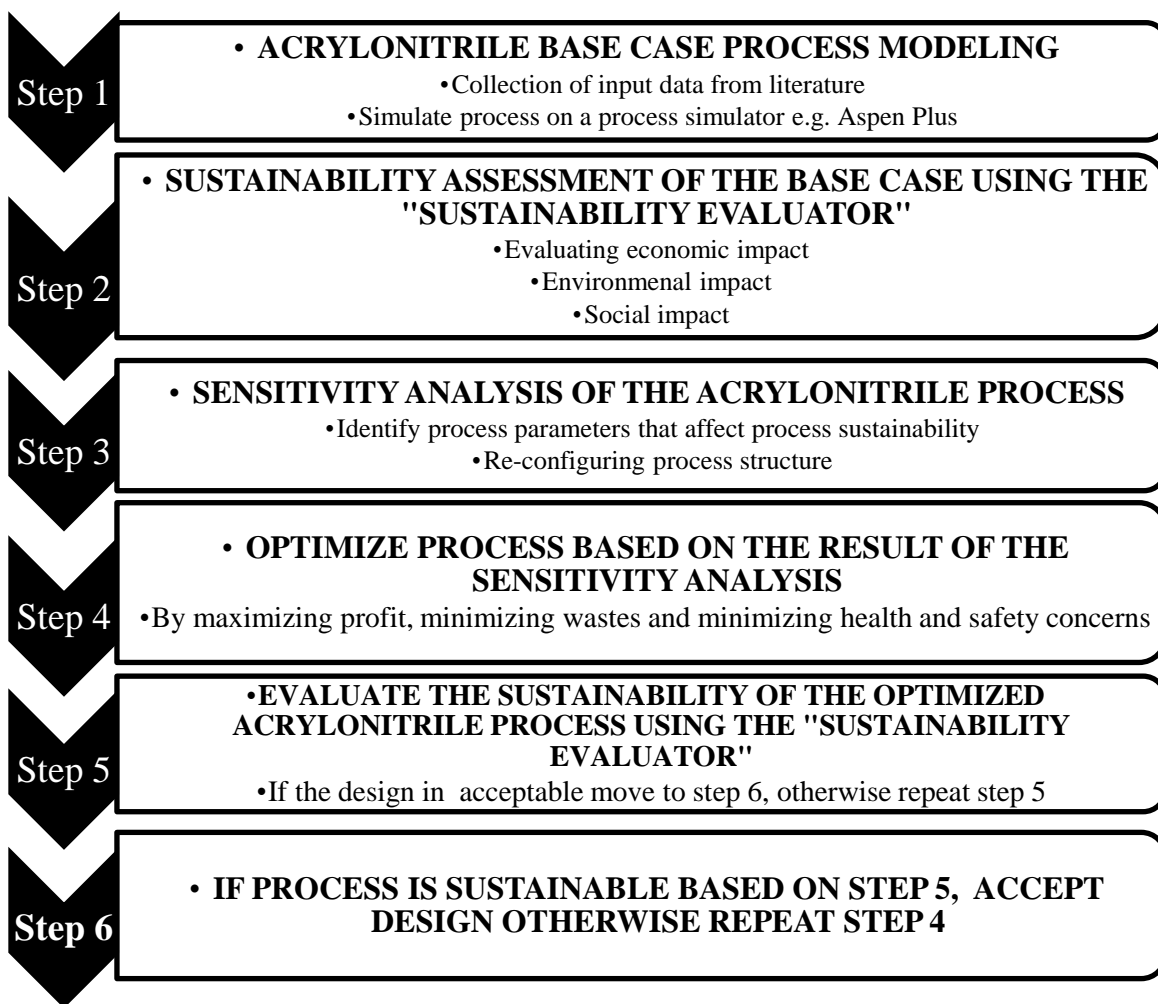 Step 1
• ACRYLONITRILE BASE CASE PROCESS MODELING
•Collection of input data from literature
•Simulate process on a process simulator e.g. Aspen Plus
Step 2
• SUSTAINABILITY ASSESSMENT OF THE BASE CASE USING THE
"SUSTAINABILITY EVALUATOR"
•Evaluating economic impact
•Environmenal impact
•Social impact
Step 3
• SENSITIVITY ANALYSIS OF THE ACRYLONITRILE PROCESS
•Identify process parameters that affect process sustainability
•Re-configuring process structure
Step 4
• OPTIMIZE PROCESS BASED ON THE RESULT OF THE
SENSITIVITY ANALYSIS
•By maximizing profit, minimizing wastes and minimizing health and safety concerns
Step 5
•EVALUATE THE SUSTAINABILITY OF THE OPTIMIZED
ACRYLONITRILE PROCESS USING THE "SUSTAINABILITY
EVALUATOR"
•If the design in acceptable move to step 6, otherwise repeat step 5
Step 6
• IF PROCESS IS SUSTAINABLE BASED ON STEP 5, ACCEPT
DESIGN OTHERWISE REPEAT STEP 4